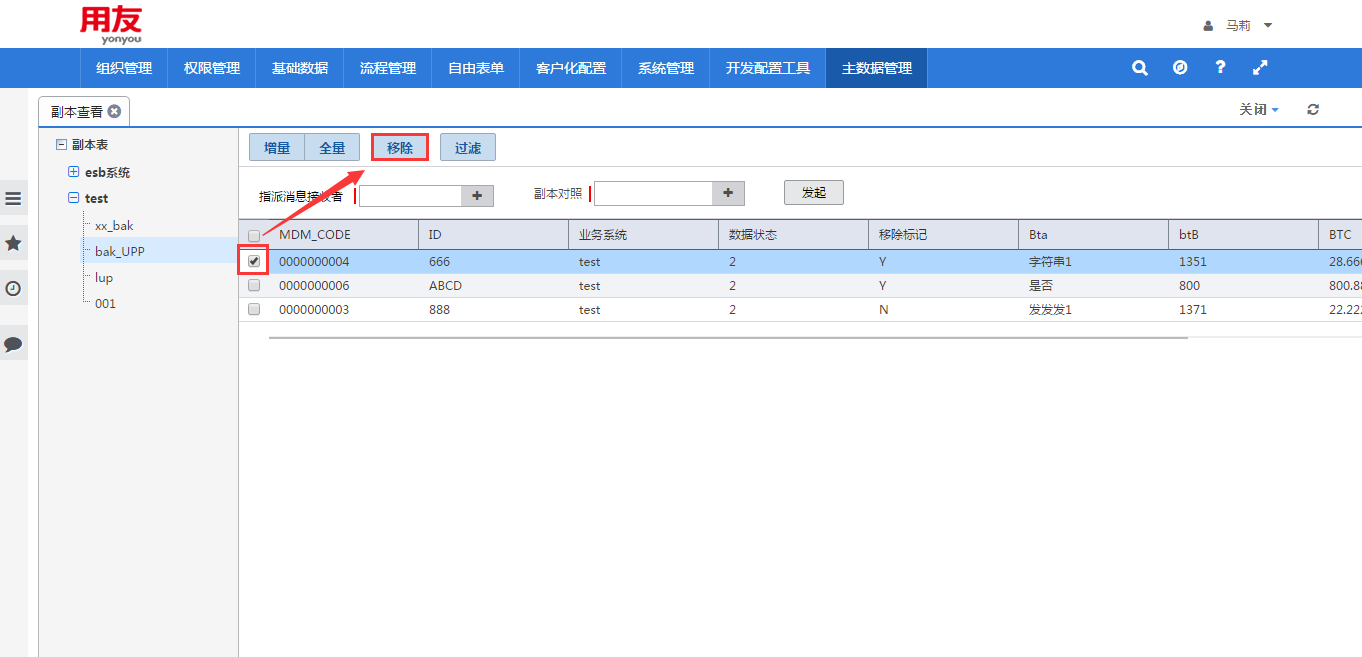 用友
yonyou
马莉
组织管理 权限管理 基础数据 流程管理 自由表单 客户化配置 系统管理 开发配置工具 主数据管理
副本查看 关闭
副本表
esb系统
test
xx_bak
bak_UPP
lup
001
增量 全量 移除 过滤
指派消息接收者 副本对照 发起
MDM_CODE ID 业务系统 数据状态 移除标记 Bta btB BTC
0000000004 666 test 2 Y 字符串1 1351 28.666
0000000006 ABCD test 2 Y 是否 800 800.88
0000000003 888 test 2 N 发发发1 1371 22.222